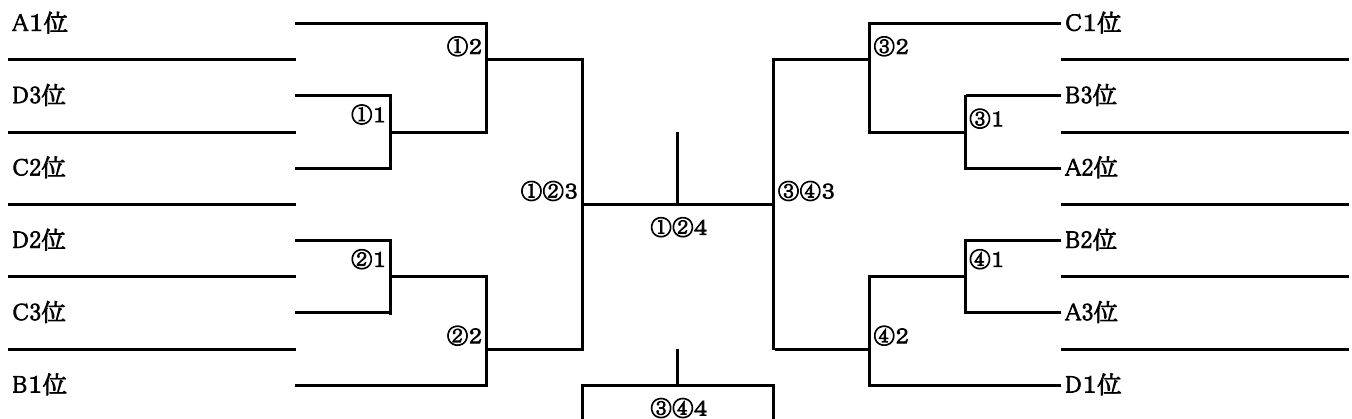 A1位
①2
D3位
①1
C2位
①②3
D2位
②1
C3位
②2
B1位
①②4
③④4
C1位
③2
B3位
③1
A2位
③④3
B2位
④1
A3位
④2
D1位